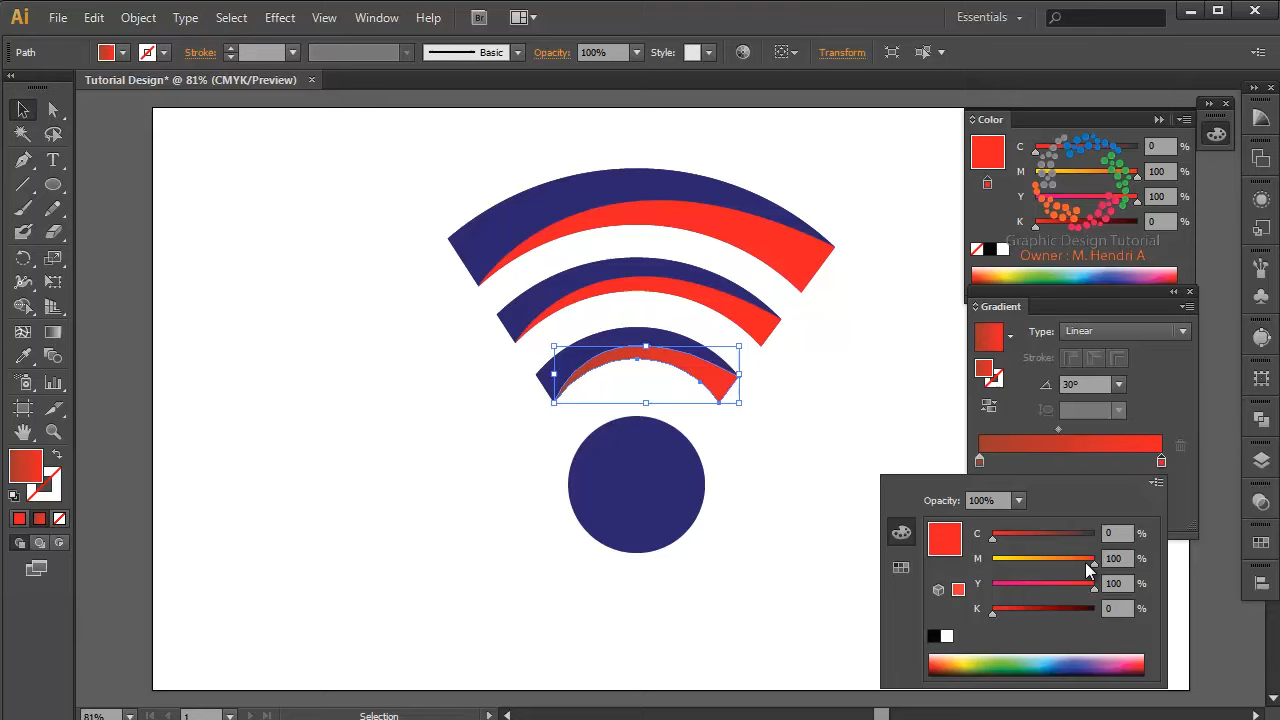 Ai File Edit Object Type Select Effect View Window Help Br Essentials
Path Stroke: Basic Opacity: 100% Style: Transform
Tutorial Design* @ 81% (CMYK/Preview)
Color
C 0 %
M 100 %
Y 100 %
K 0 %
Graphic Design Tutorial
Owner : M. Hendri A
Gradient
Type: Linear
Stroke:
30°
Opacity: 100%
C 0 %
M 100 %
Y 100 %
K 0 %
81% 1 Selection